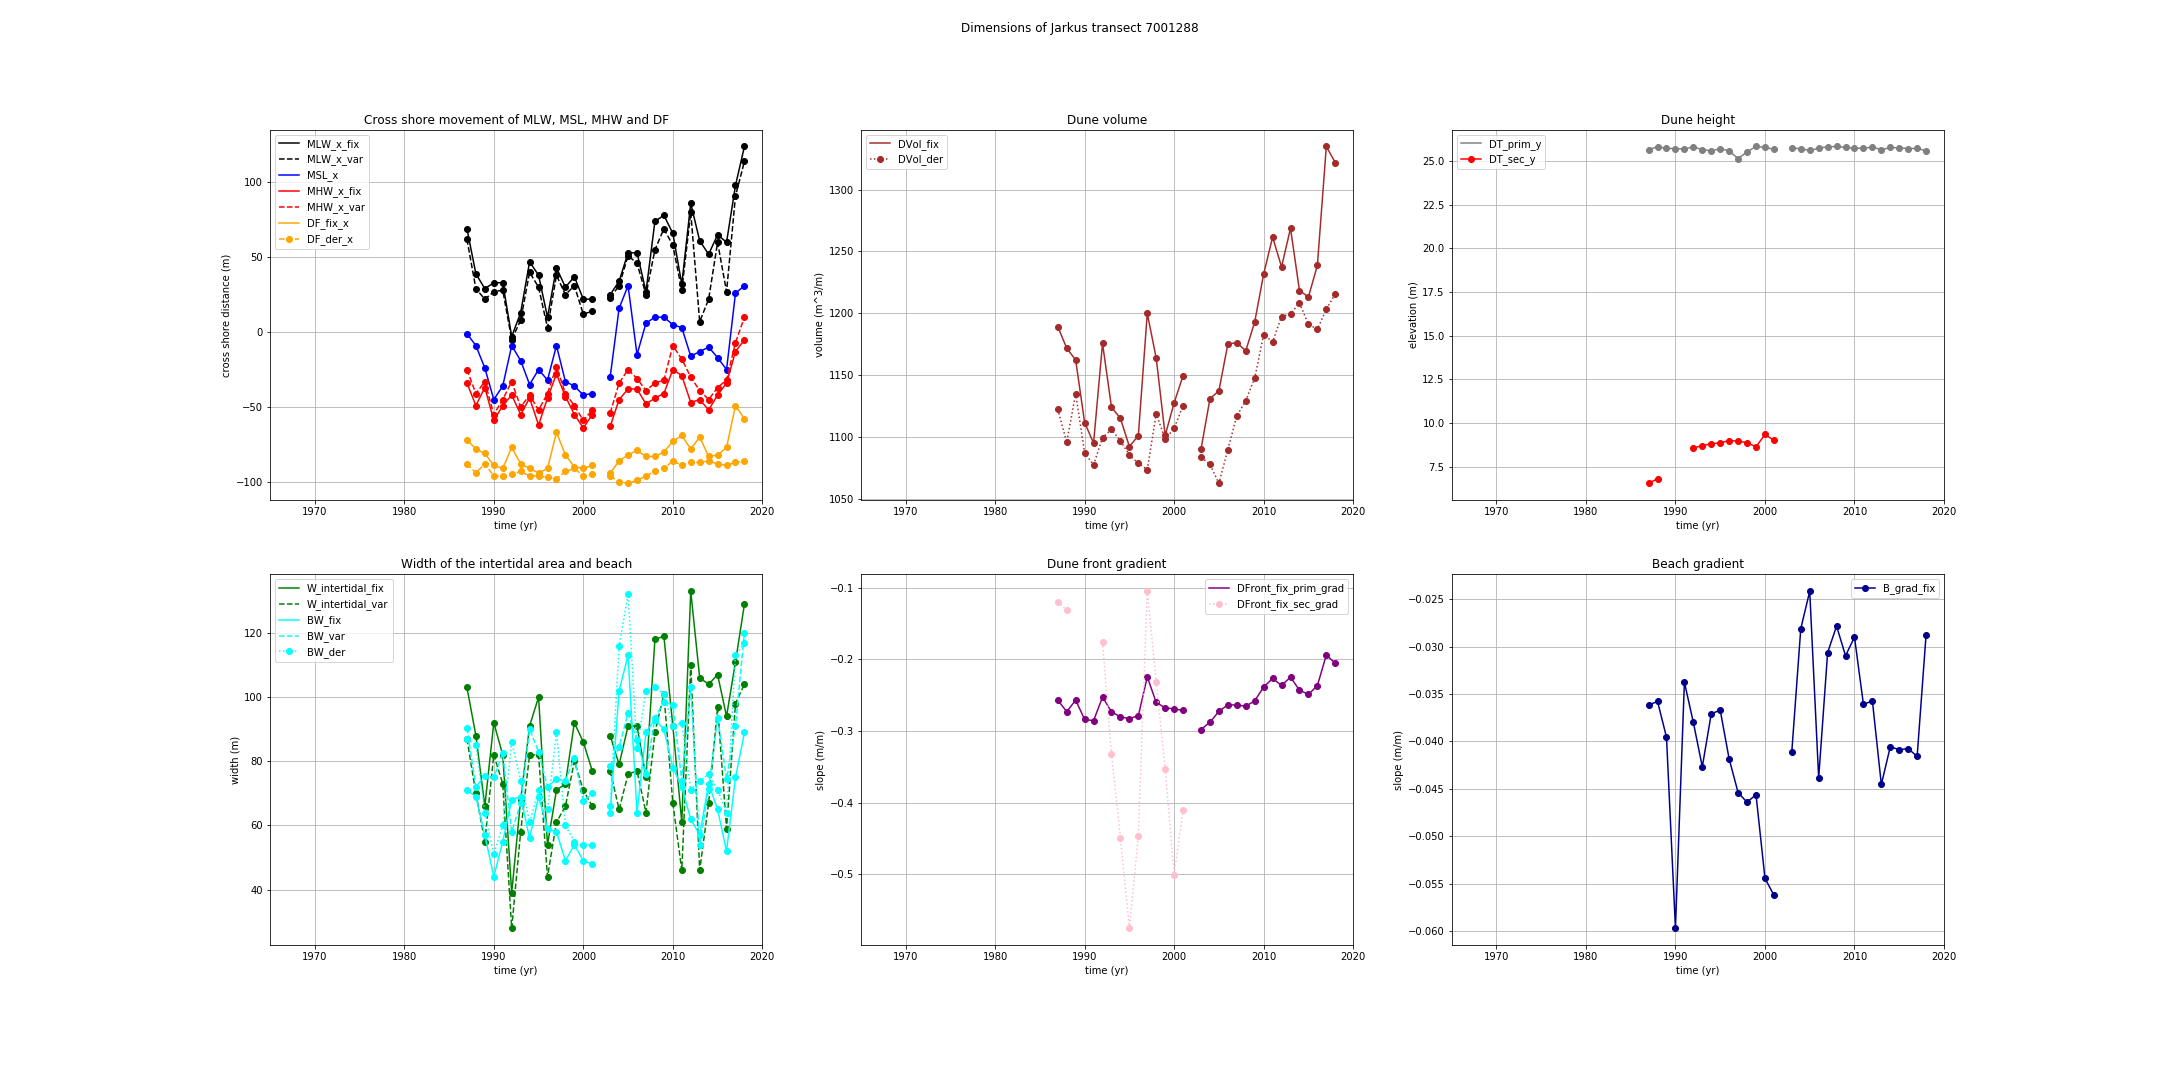 Dimensions of Jarkus transect 7001288
Cross shore movement of MLW, MSL, MHW and DF
MLW_x_fix
MLW_x_var
MSL_x
MHW_x_fix
MHW_x_var
DF_fix_x
DF_der_x
cross shore distance (m)
100
50
0
−50
−100
1970 1980 1990 2000 2010 2020
time (yr)
Dune volume
DVol_fix
DVol_der
volume (m^3/m)
1300
1250
1200
1150
1100
1050
1970 1980 1990 2000 2010 2020
time (yr)
Dune height
DT_prim_y
DT_sec_y
elevation (m)
25.0
22.5
20.0
17.5
15.0
12.5
10.0
7.5
1970 1980 1990 2000 2010 2020
time (yr)
Width of the intertidal area and beach
W_intertidal_fix
W_intertidal_var
BW_fix
BW_var
BW_der
width (m)
120
100
80
60
40
1970 1980 1990 2000 2010 2020
time (yr)
Dune front gradient
DFront_fix_prim_grad
DFront_fix_sec_grad
slope (m/m)
−0.1
−0.2
−0.3
−0.4
−0.5
1970 1980 1990 2000 2010 2020
time (yr)
Beach gradient
B_grad_fix
slope (m/m)
−0.025
−0.030
−0.035
−0.040
−0.045
−0.050
−0.055
−0.060
1970 1980 1990 2000 2010 2020
time (yr)